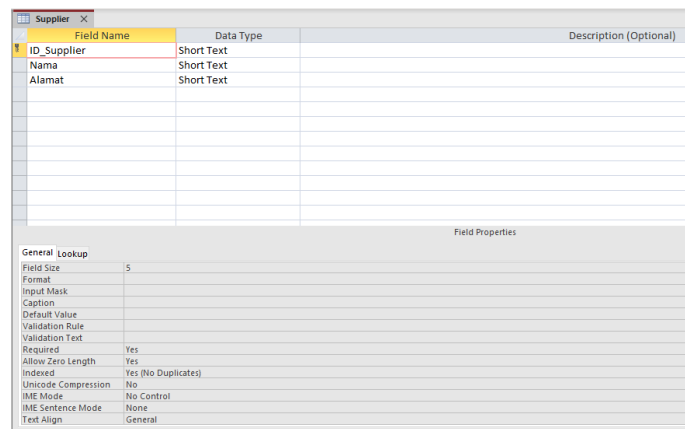 Supplier ×
Field Name Data Type Description (Optional)
ID_Supplier Short Text
Nama Short Text
Alamat Short Text
Field Properties
General Lookup
Field Size 5
Format
Input Mask
Caption
Default Value
Validation Rule
Validation Text
Required Yes
Allow Zero Length Yes
Indexed Yes (No Duplicates)
Unicode Compression No
IME Mode No Control
IME Sentence Mode None
Text Align General